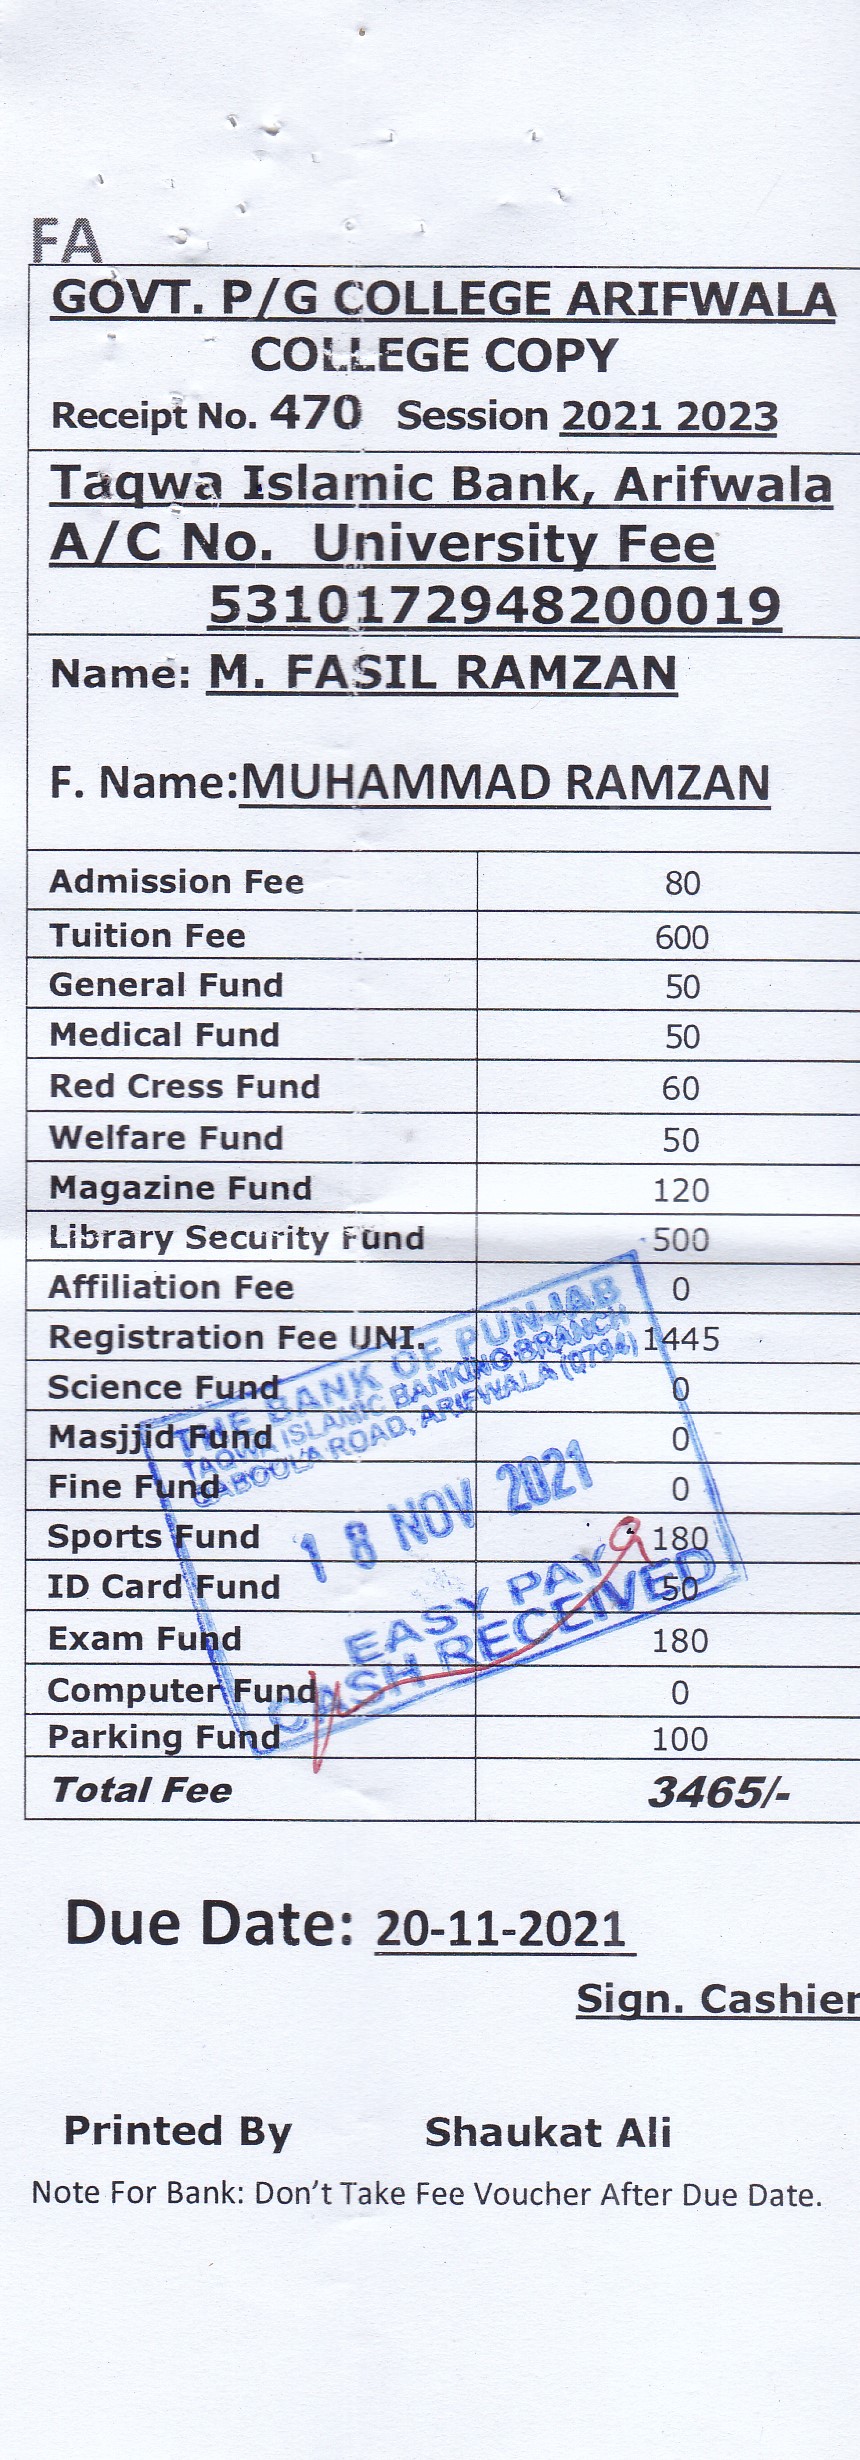 FA
GOVT. P/G COLLEGE ARIFWALA
COLLEGE COPY
Receipt No. 470 Session 2021 2023
Taqwa Islamic Bank, Arifwala
A/C No. University Fee
5310172948200019
Name: M. FASIL RAMZAN
F. Name:MUHAMMAD RAMZAN
Admission Fee 80
Tuition Fee 600
General Fund 50
Medical Fund 50
Red Cress Fund 60
Welfare Fund 50
Magazine Fund 120
Library Security Fund 500
Affiliation Fee 0
Registration Fee UNI. 1445
Science Fund 0
Masjjid Fund 0
Fine Fund 0
Sports Fund 180
ID Card Fund 50
Exam Fund 180
Computer Fund 0
Parking Fund 100
Total Fee 3465/-
THE BANK OF PUNJAB
TAQWA ISLAMIC BANKING BRANCH
QABOOLA ROAD, ARIFWALA (0794)
18 NOV 2021
EASY PAY
CASH RECEIVED
Due Date: 20-11-2021
Sign. Cashier
Printed By Shaukat Ali
Note For Bank: Don't Take Fee Voucher After Due Date.